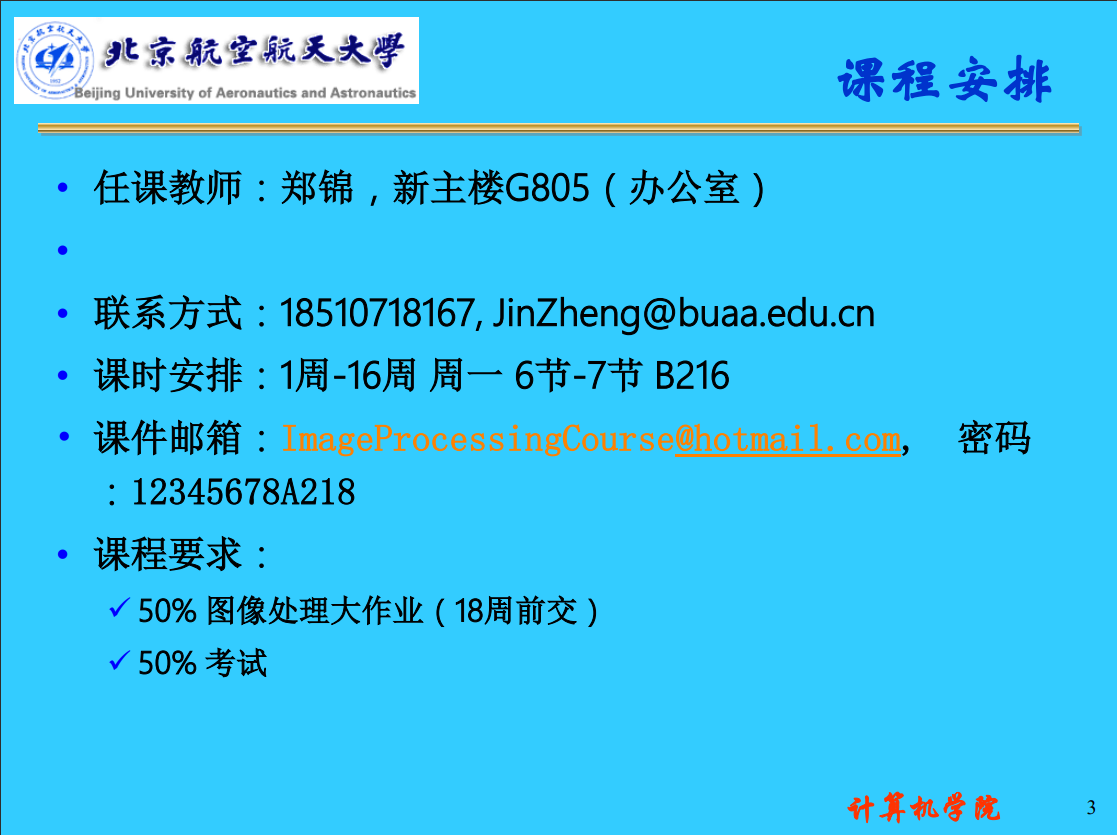 北京航空航天大學
Beijing University of Aeronautics and Astronautics
课程安排
• 任课教师：郑锦，新主楼G805（办公室）
•
• 联系方式：18510718167, JinZheng@buaa.edu.cn
• 课时安排：1周-16周 周一 6节-7节 B216
• 课件邮箱：ImageProcessingCourse@hotmail.com, 密码
：12345678A218
• 课程要求：
✓ 50% 图像处理大作业（18周前交）
✓ 50% 考试
计算机学院
3